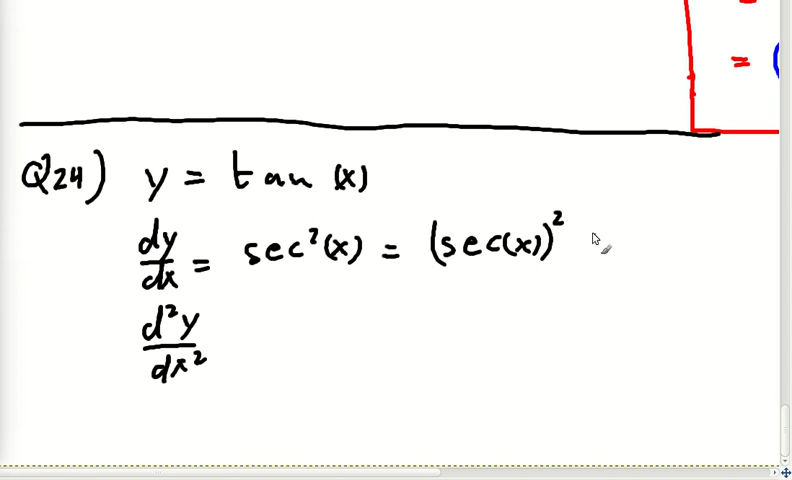 =
=
Q24) y = tan (x)
dy/dx = sec²(x) = (sec(x))²
d²y/dx²